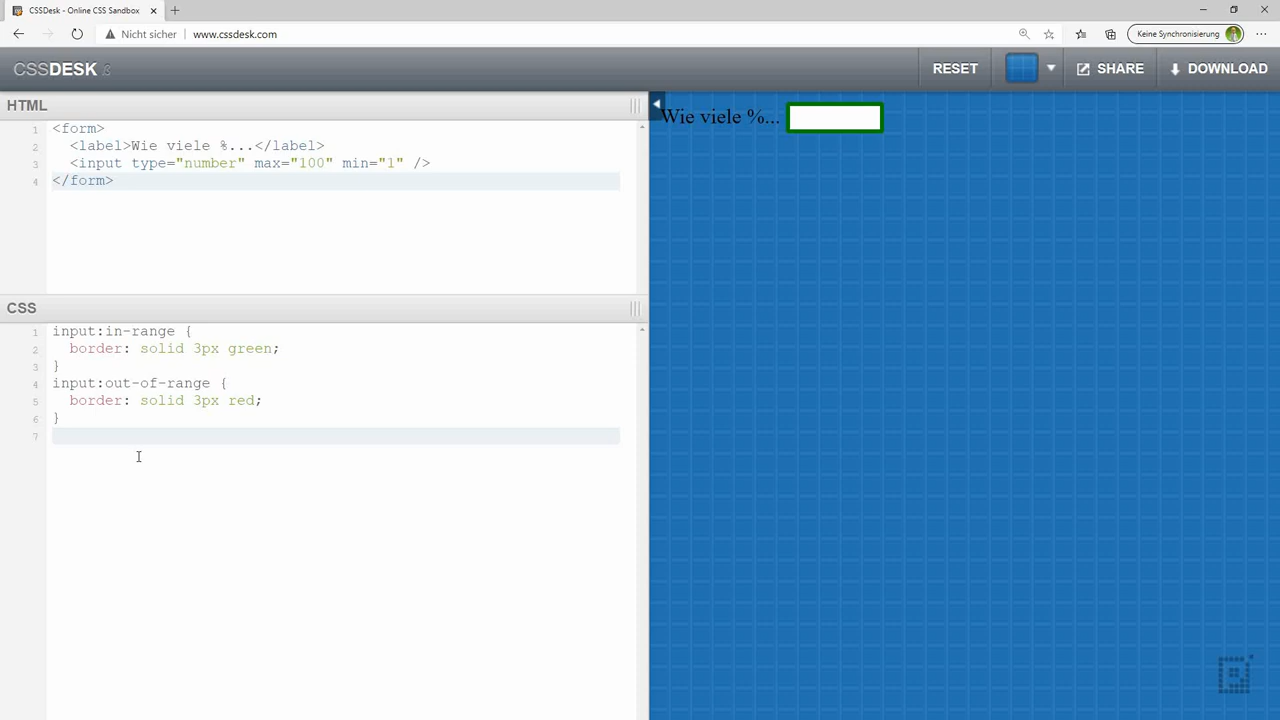 CSSDesk - Online CSS Sandbox
Nicht sicher www.cssdesk.com Keine Synchronisierung
CSSDESK RESET SHARE DOWNLOAD
HTML
1 <form>
2 <label>Wie viele %...</label>
3 <input type="number" max="100" min="1" />
4 </form>
Wie viele %...
CSS
1 input:in-range {
2 border: solid 3px green;
3 }
4 input:out-of-range {
5 border: solid 3px red;
6 }
7